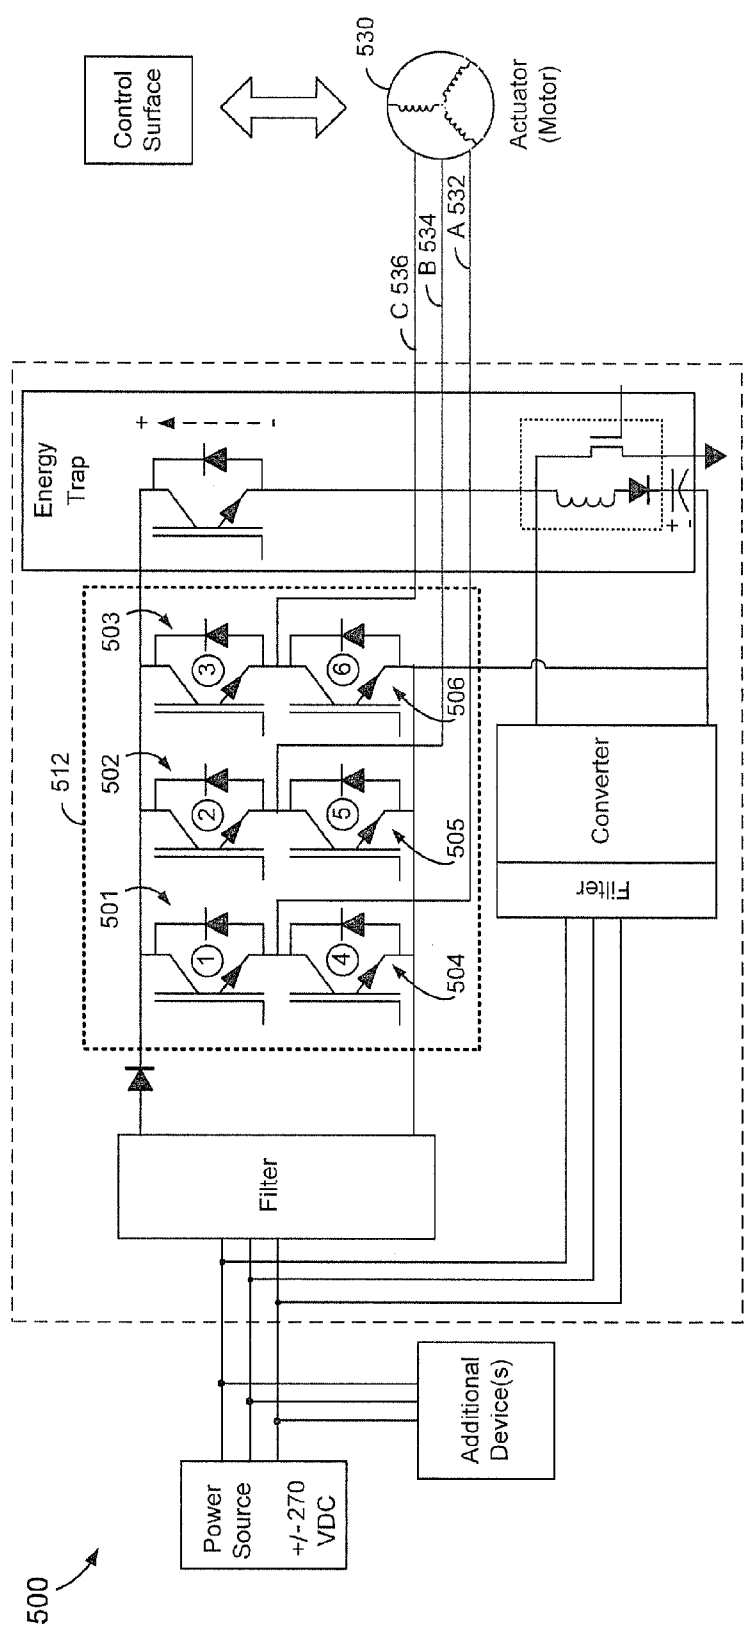 500
Power
Source
+/-270
VDC
Additional
Device(s)
Filter
512
501
502
503
1
2
3
4
5
6
504
505
506
Energy
Trap
+
-
+
-
Filter
Converter
C 536
B 534
A 532
530
Actuator
(Motor)
Control
Surface